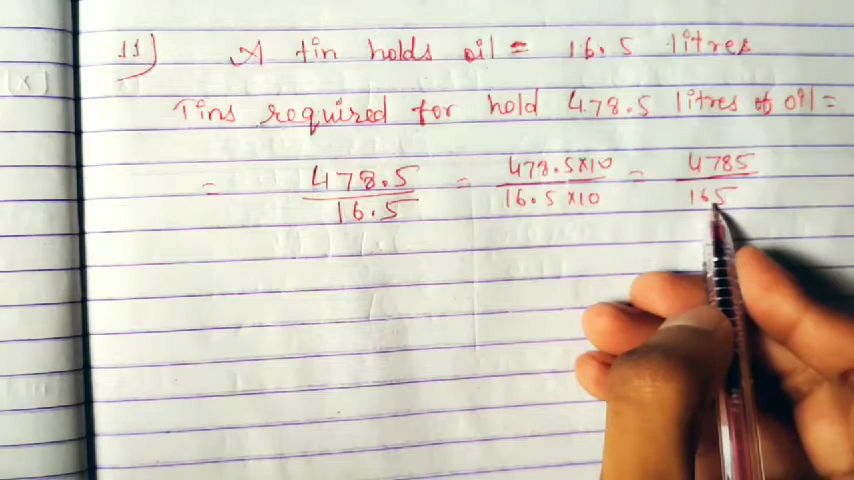 11) A tin holds oil = 16.5 litres
Tins required for hold 478.5 litres of oil =
= 478.5/16.5 = 478.5×10/16.5×10 = 4785/165